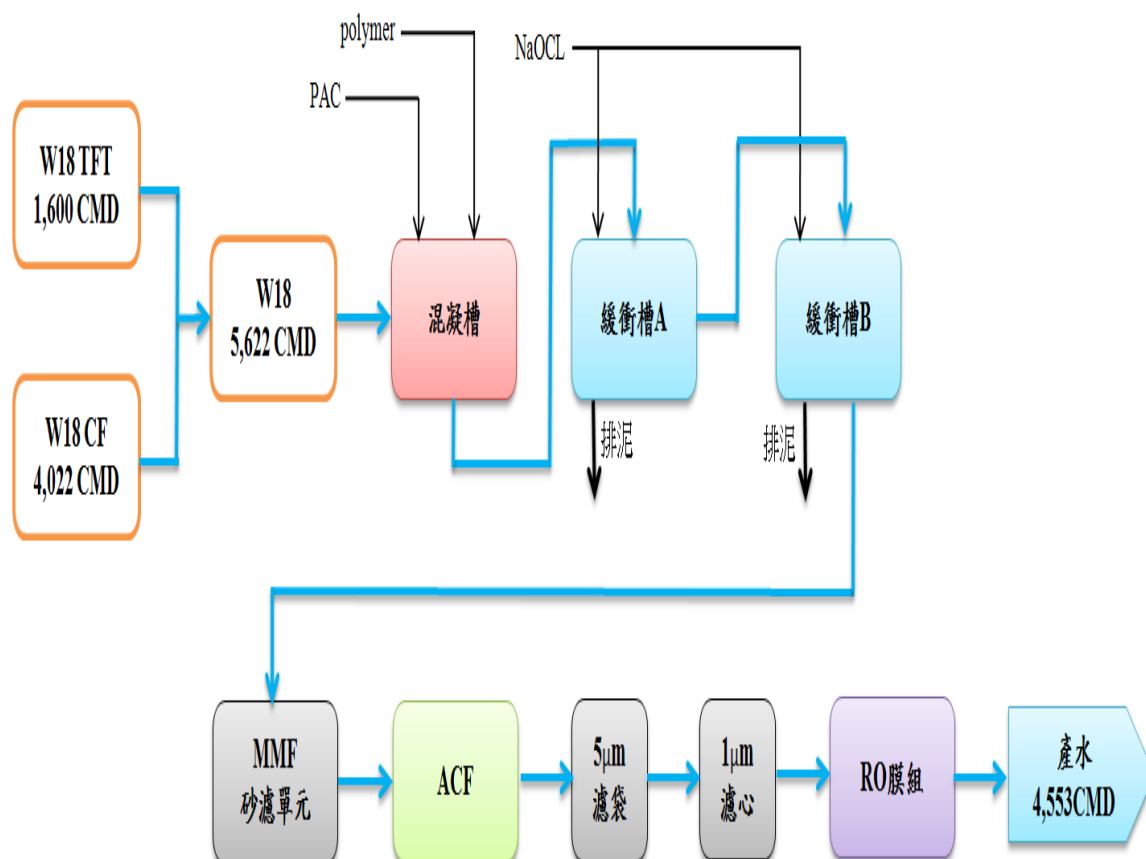 polymer
PAC
NaOCL
W18 TFT
1,600 CMD
W18 CF
4,022 CMD
W18
5,622 CMD
混凝槽
緩衝槽A
緩衝槽B
排泥
排泥
MMF
砂濾單元
ACF
5μm
濾袋
1μm
濾心
RO膜組
產水
4,553CMD